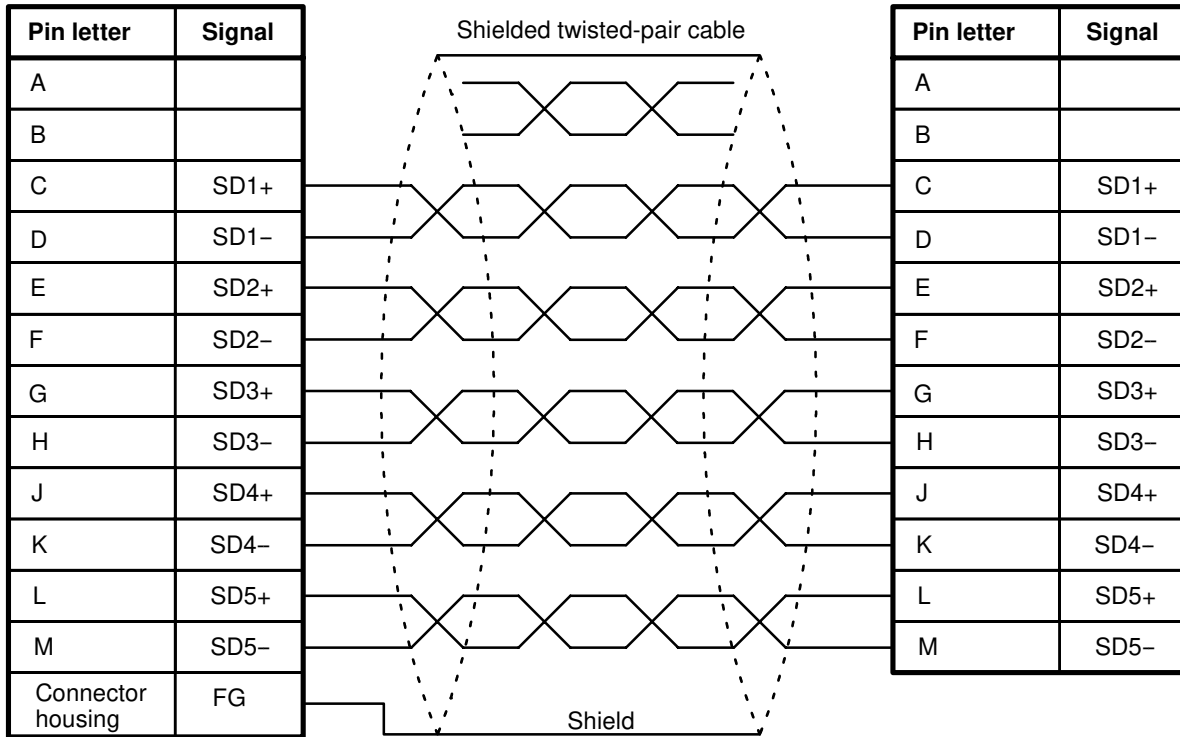 Pin letter Signal Shielded twisted-pair cable Pin letter Signal
A A
B B
C SD1+ C SD1+
D SD1− D SD1−
E SD2+ E SD2+
F SD2− F SD2−
G SD3+ G SD3+
H SD3− H SD3−
J SD4+ J SD4+
K SD4− K SD4−
L SD5+ L SD5+
M SD5− M SD5−
Connector
housing FG Shield